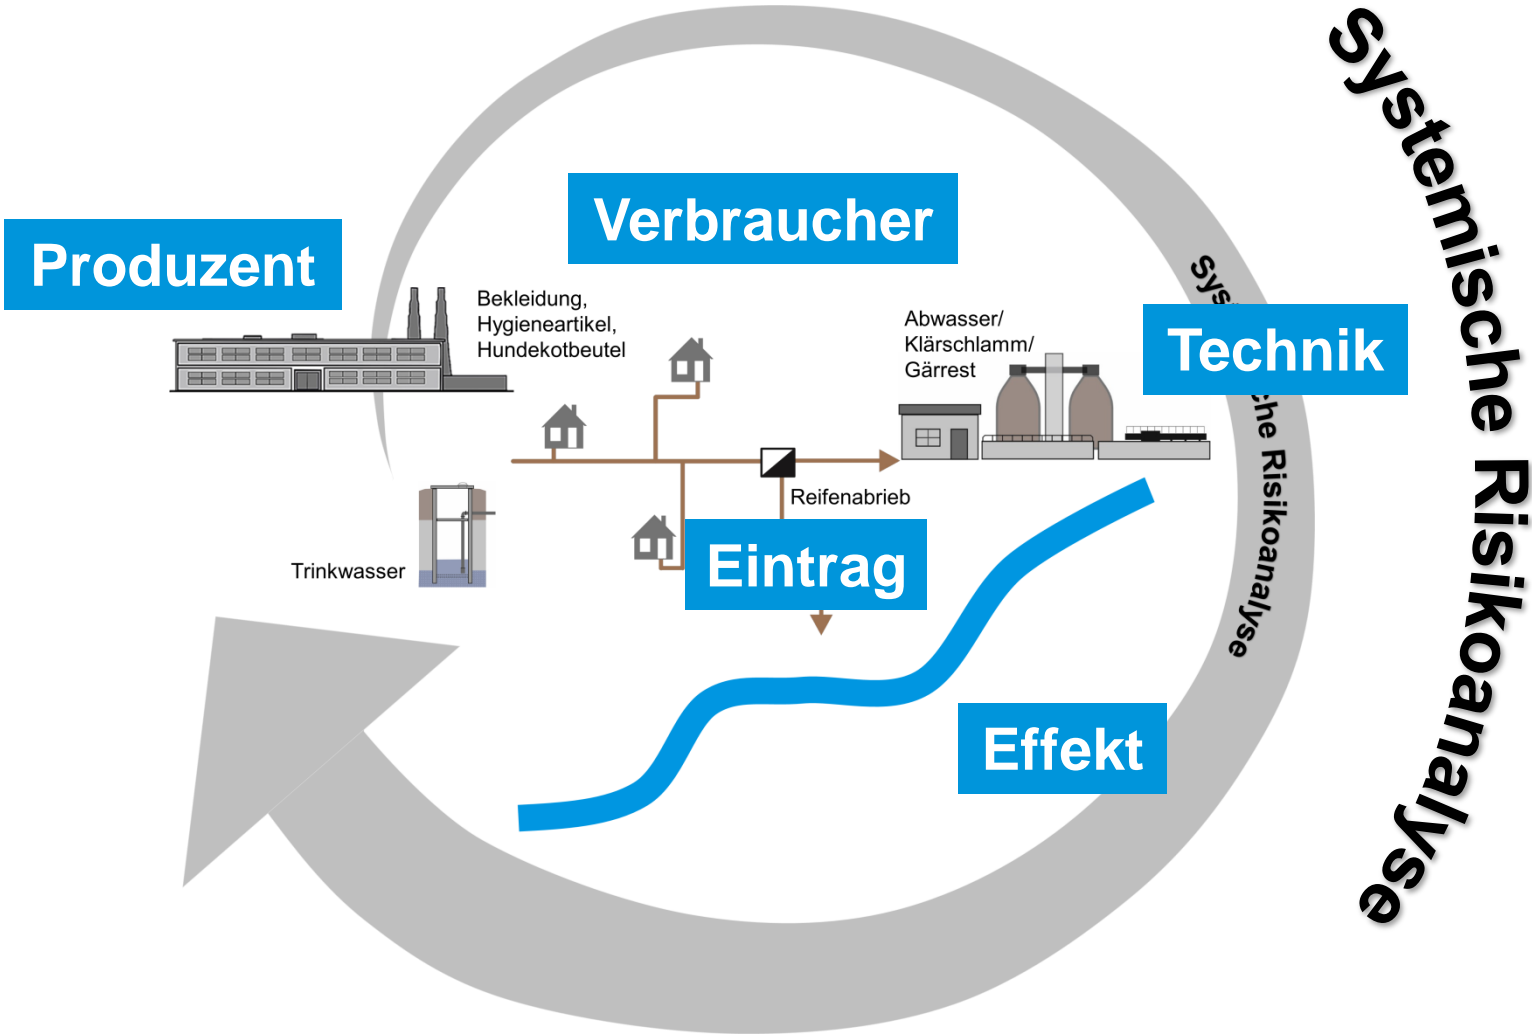 Systemische Risikoanalyse
Verbraucher
Produzent
Bekleidung,
Hygieneartikel,
Hundekotbeutel
Abwasser/
Klärschlamm/
Gärrest
Technik
Reifenabrieb
Eintrag
Trinkwasser
Effekt